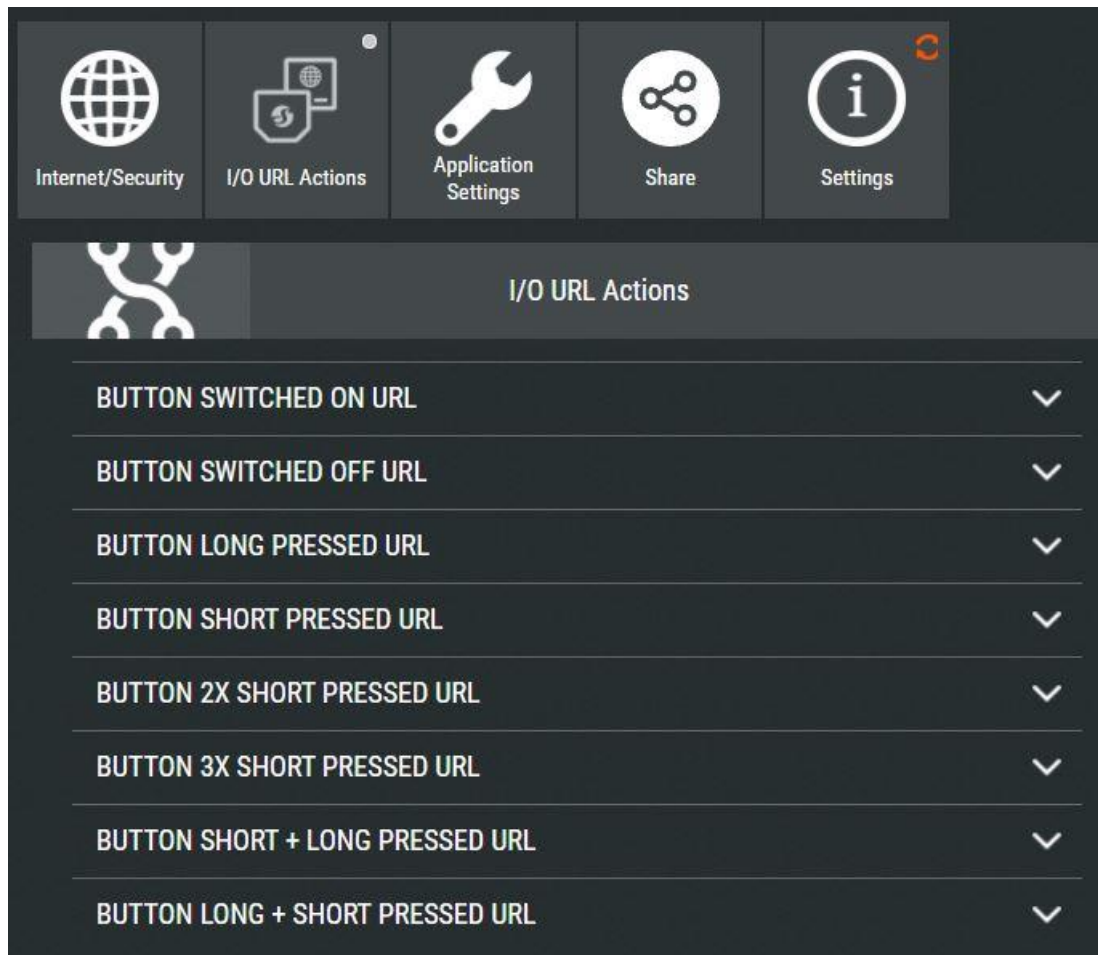 Internet/Security
I/O URL Actions
Application
Settings
Share
i
Settings
I/O URL Actions
BUTTON SWITCHED ON URL
BUTTON SWITCHED OFF URL
BUTTON LONG PRESSED URL
BUTTON SHORT PRESSED URL
BUTTON 2X SHORT PRESSED URL
BUTTON 3X SHORT PRESSED URL
BUTTON SHORT + LONG PRESSED URL
BUTTON LONG + SHORT PRESSED URL